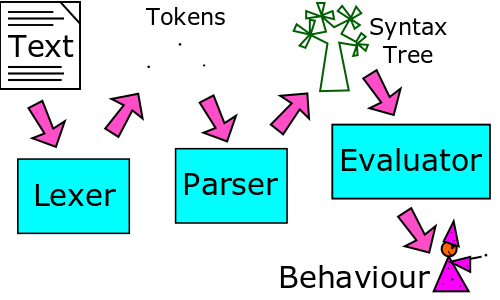 Text
Tokens
Syntax
Tree
Lexer
Parser
Evaluator
Behaviour